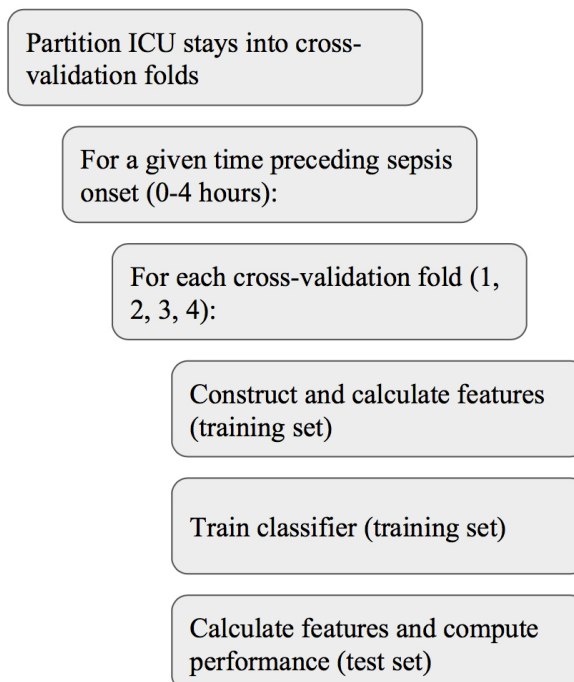 Partition ICU stays into cross-
validation folds
For a given time preceding sepsis
onset (0-4 hours):
For each cross-validation fold (1,
2, 3, 4):
Construct and calculate features
(training set)
Train classifier (training set)
Calculate features and compute
performance (test set)